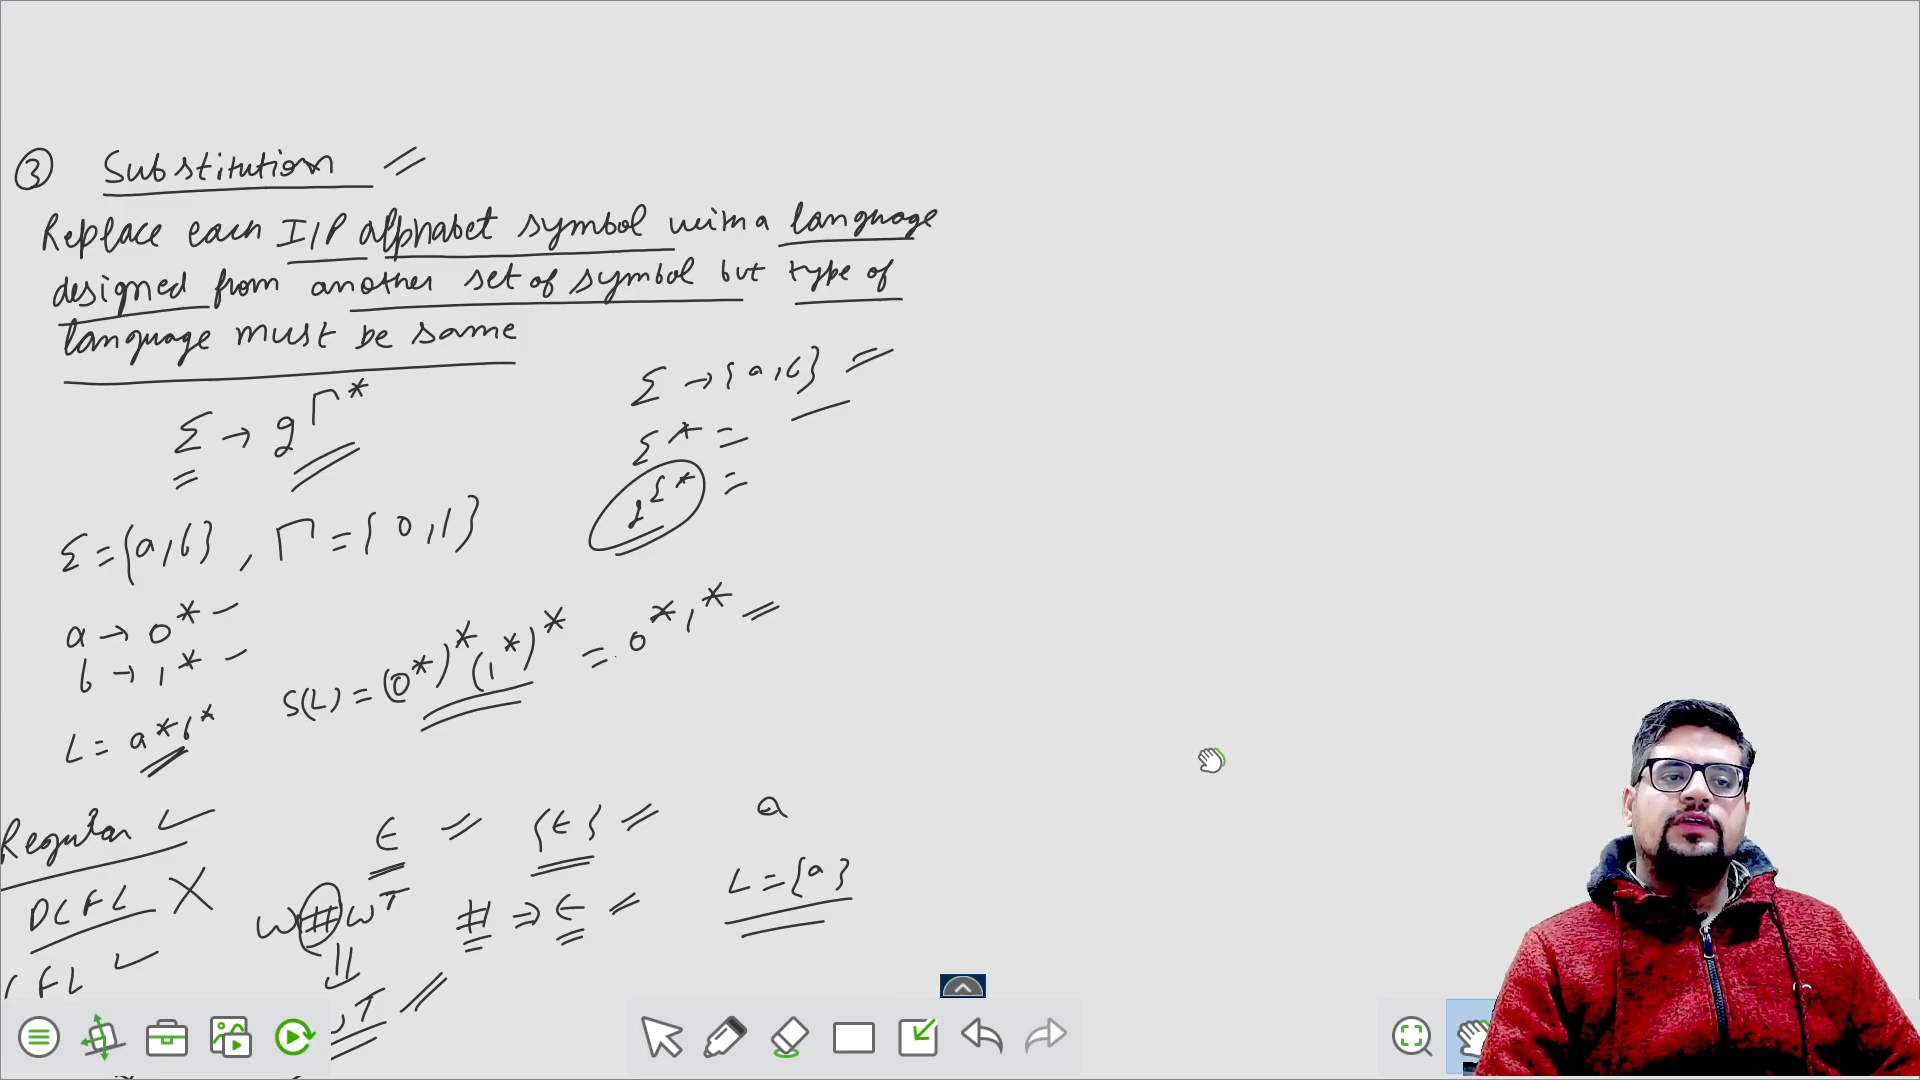 ③ Substitution
Replace each I/P alphabet symbol with a language
designed from another set of symbol but type of
language must be same
Σ → 2^Γ*
Σ → {a,b}
Σ* =
2^Σ* =
Σ = {a,b} , Γ = {0,1}
a → 0*
b → 1*
L = a*b*
S(L) = (0*)*(1*)* = 0*1*
Regular ✓
DCFL X
CFL ✓
ε {ε} a
w#wᵀ # ⇒ ε L = {a}